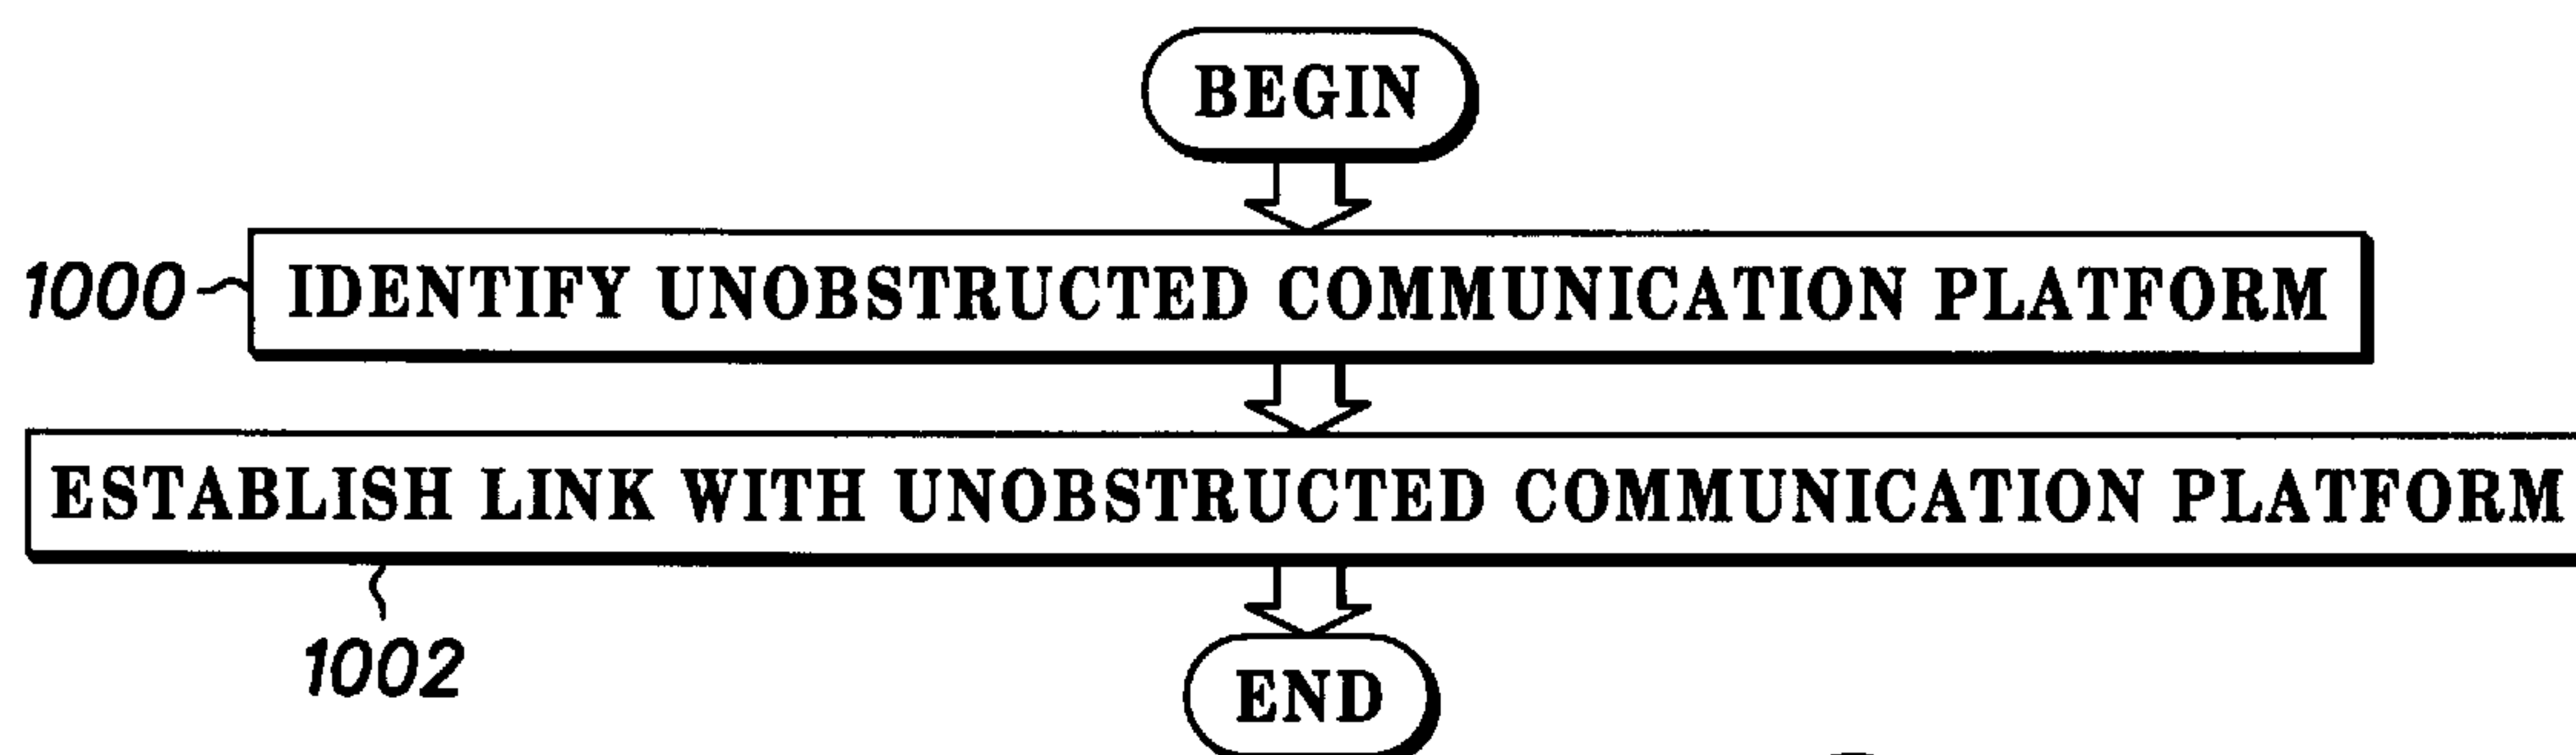 BEGIN
1000 IDENTIFY UNOBSTRUCTED COMMUNICATION PLATFORM
ESTABLISH LINK WITH UNOBSTRUCTED COMMUNICATION PLATFORM
1002
END